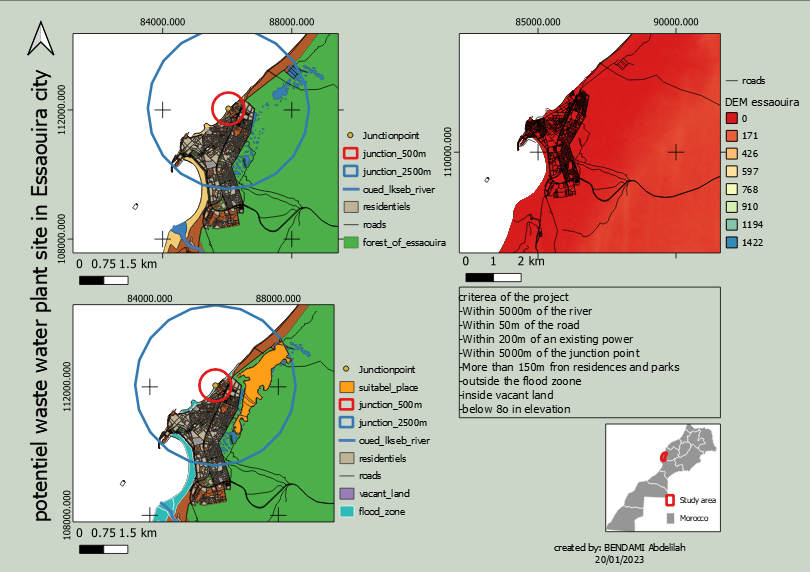 potentiel waste water plant site in Essaouira city
84000.000 88000.000
112000.000
108000.000
Junctionpoint
junction_500m
junction_2500m
oued_lkseb_river
residentiels
roads
forest_of_essaouira
0 0.75 1.5 km
85000.000 90000.000
110000.000
roads
DEM essaouira
0
171
426
597
768
910
1194
1422
0 1 2 km
84000.000 88000.000
112000.000
108000.000
Junctionpoint
suitabel_place
junction_500m
junction_2500m
oued_lkseb_river
residentiels
roads
vacant_land
flood_zone
0 0.75 1.5 km
criterea of the project
-Within 5000m of the river
-Within 50m of the road
-Within 200m of an existing power
-Within 5000m of the junction point
-More than 150m fron residences and parks
-outside the flood zoone
-inside vacant land
-below 8o in elevation
Study area
Morocco
created by: BENDAMI Abdelilah
20/01/2023